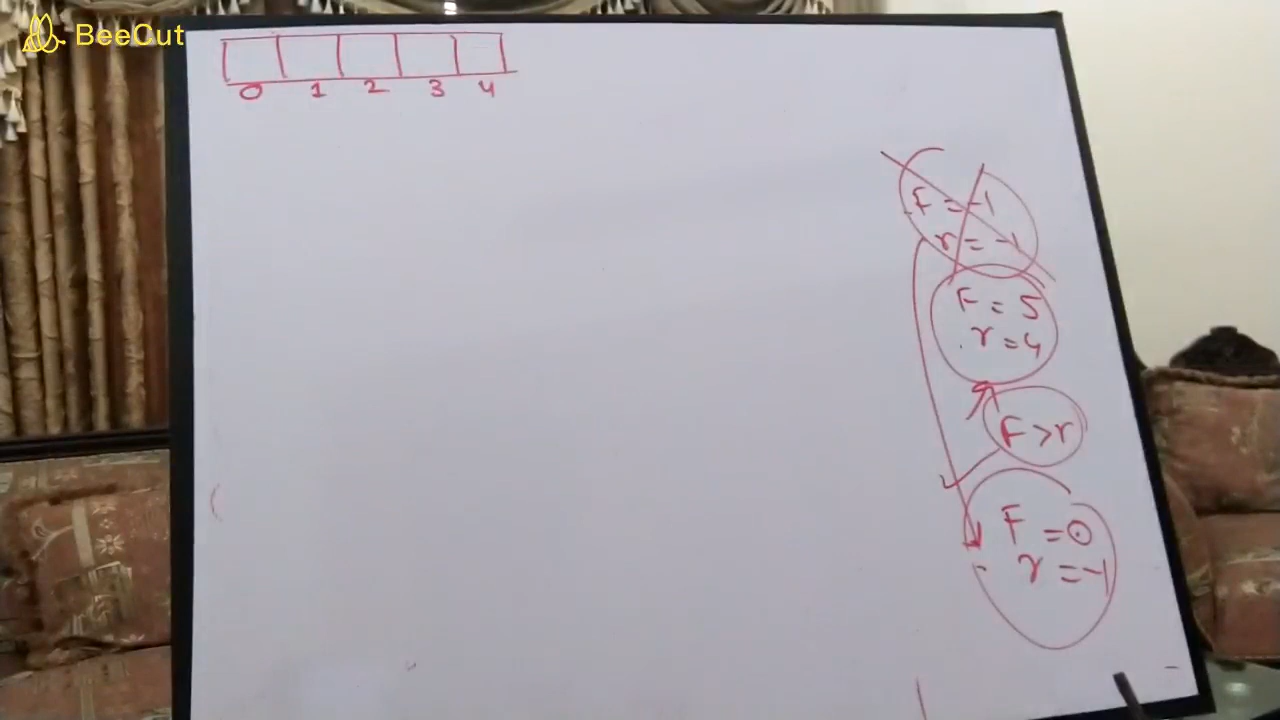 BeeCut
0 1 2 3 4
F = -1
r = -1
F = 5
r = 4
F > r
F = 0
r = -1